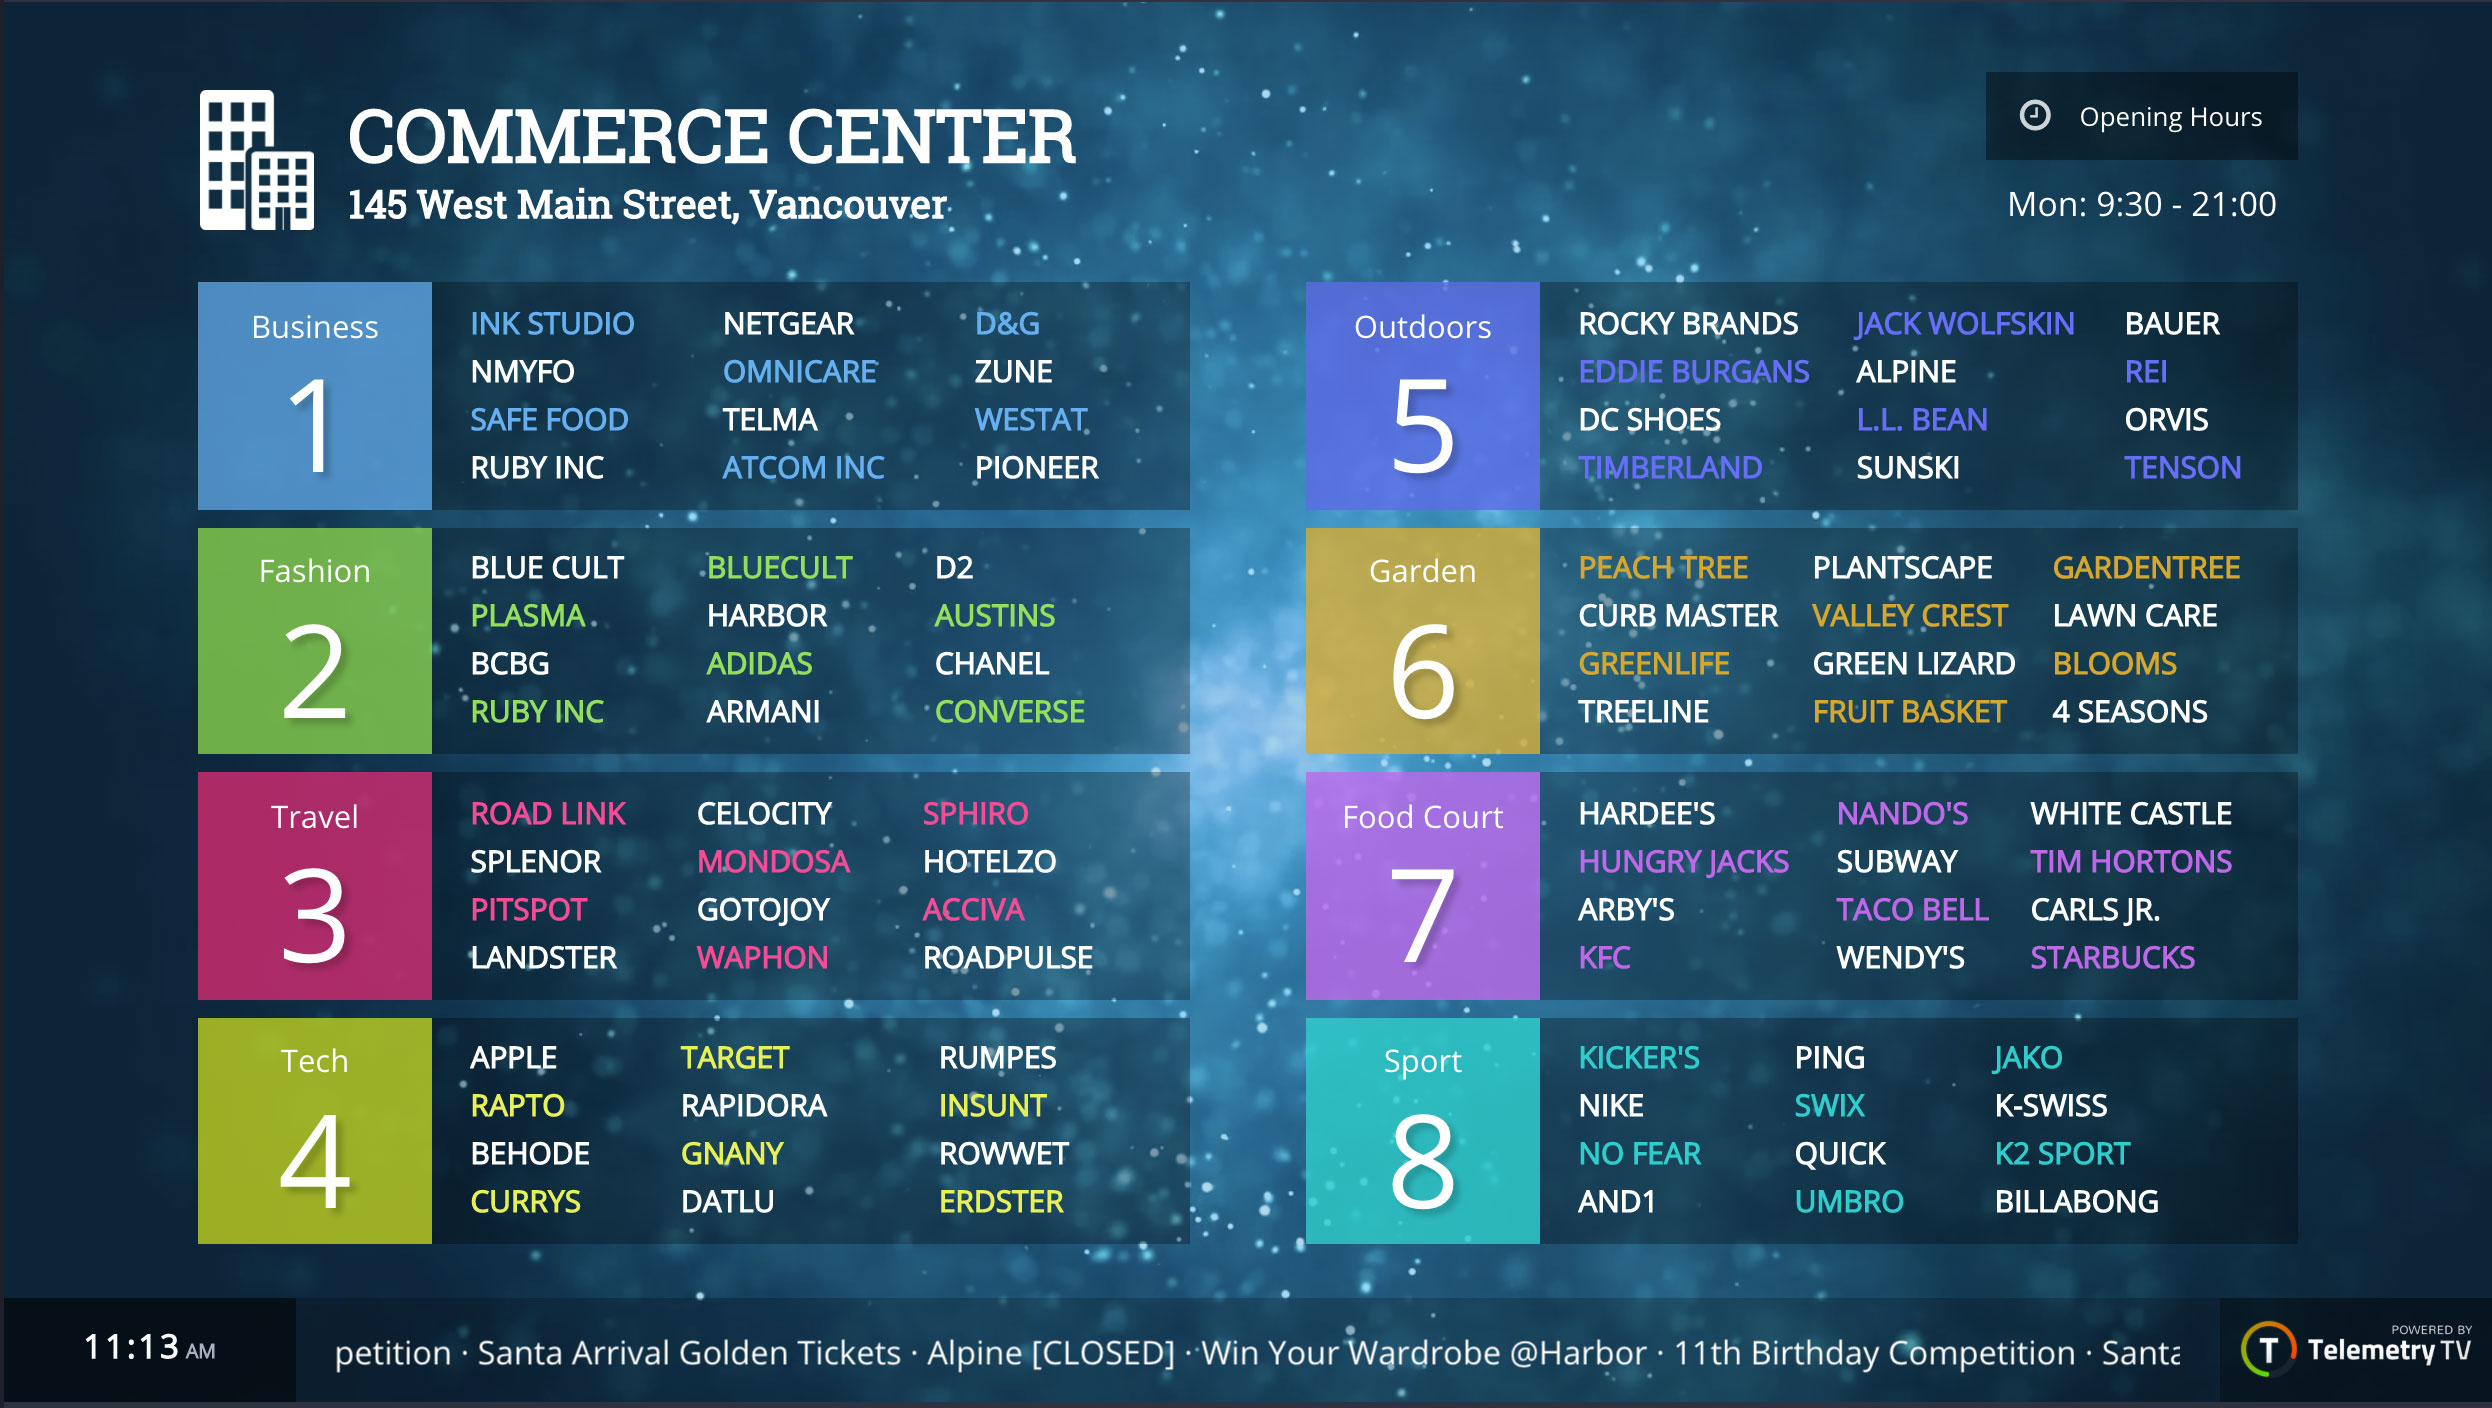 COMMERCE CENTER
145 West Main Street, Vancouver
Opening Hours
Mon: 9:30 - 21:00
Business
1
INK STUDIO NETGEAR D&G
NMYFO OMNICARE ZUNE
SAFE FOOD TELMA WESTAT
RUBY INC ATCOM INC PIONEER
Fashion
2
BLUE CULT BLUECULT D2
PLASMA HARBOR AUSTINS
BCBG ADIDAS CHANEL
RUBY INC ARMANI CONVERSE
Travel
3
ROAD LINK CELOCITY SPHIRO
SPLENOR MONDOSA HOTELZO
PITSPOT GOTOJOY ACCIVA
LANDSTER WAPHON ROADPULSE
Tech
4
APPLE TARGET RUMPES
RAPTO RAPIDORA INSUNT
BEHODE GNANY ROWWET
CURRYS DATLU ERDSTER
Outdoors
5
ROCKY BRANDS JACK WOLFSKIN BAUER
EDDIE BURGANS ALPINE REI
DC SHOES L.L. BEAN ORVIS
TIMBERLAND SUNSKI TENSON
Garden
6
PEACH TREE PLANTSCAPE GARDENTREE
CURB MASTER VALLEY CREST LAWN CARE
GREENLIFE GREEN LIZARD BLOOMS
TREELINE FRUIT BASKET 4 SEASONS
Food Court
7
HARDEE'S NANDO'S WHITE CASTLE
HUNGRY JACKS SUBWAY TIM HORTONS
ARBY'S TACO BELL CARLS JR.
KFC WENDY'S STARBUCKS
Sport
8
KICKER'S PING JAKO
NIKE SWIX K-SWISS
NO FEAR QUICK K2 SPORT
AND1 UMBRO BILLABONG
11:13 AM
petition · Santa Arrival Golden Tickets · Alpine [CLOSED] · Win Your Wardrobe @Harbor · 11th Birthday Competition · Santa
POWERED BY
T TelemetryTV